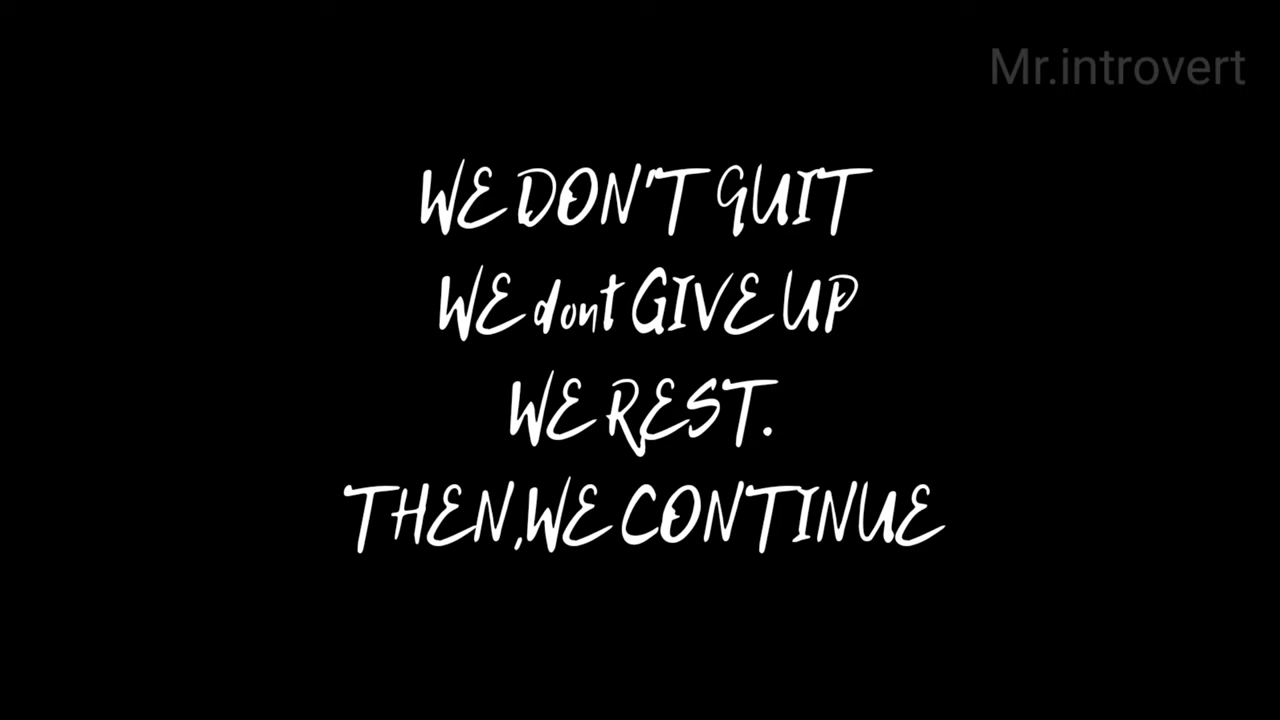 Mr.introvert
WE DON'T QUIT
WE dont GIVE UP
WE REST.
THEN,WE CONTINUE